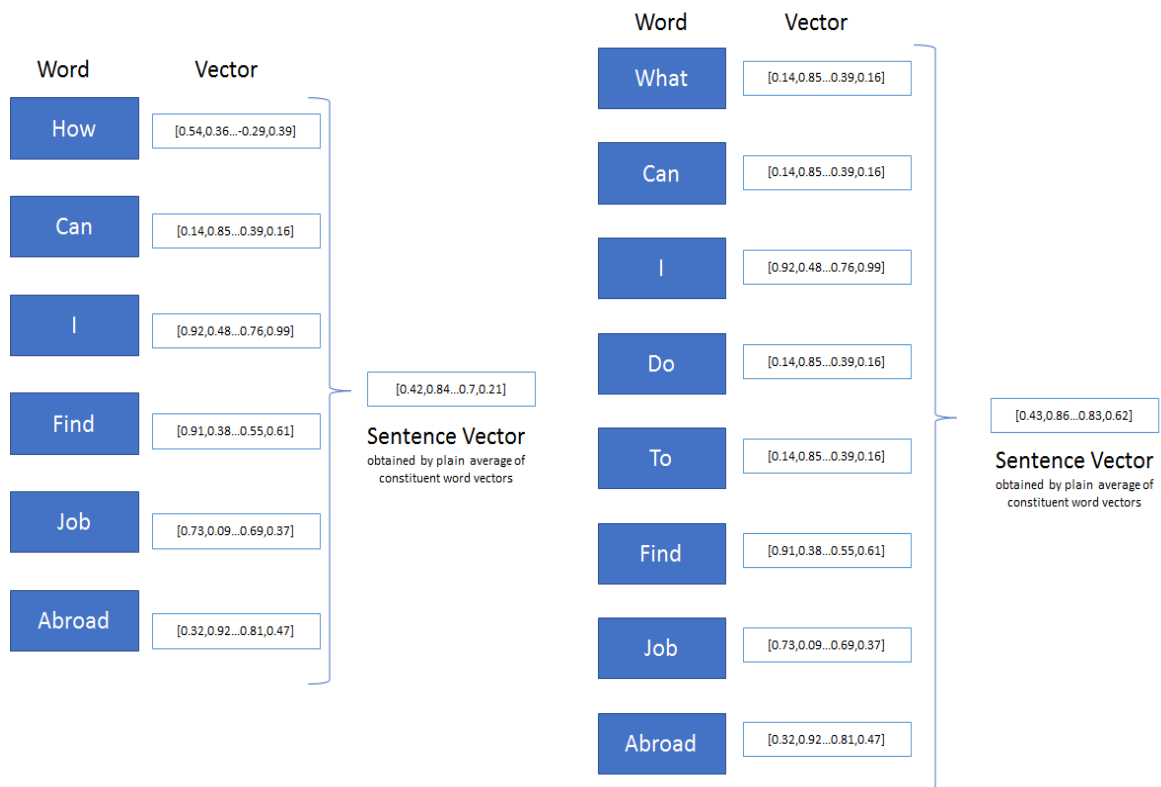 Word Vector
How [0.54,0.36...-0.29,0.39]
Can [0.14,0.85...0.39,0.16]
I [0.92,0.48...0.76,0.99]
Find [0.91,0.38...0.55,0.61]
Job [0.73,0.09...0.69,0.37]
Abroad [0.32,0.92...0.81,0.47]
[0.42,0.84...0.7,0.21]
Sentence Vector
obtained by plain average of
constituent word vectors
Word Vector
What [0.14,0.85...0.39,0.16]
Can [0.14,0.85...0.39,0.16]
I [0.92,0.48...0.76,0.99]
Do [0.14,0.85...0.39,0.16]
To [0.14,0.85...0.39,0.16]
Find [0.91,0.38...0.55,0.61]
Job [0.73,0.09...0.69,0.37]
Abroad [0.32,0.92...0.81,0.47]
[0.43,0.86...0.83,0.62]
Sentence Vector
obtained by plain average of
constituent word vectors